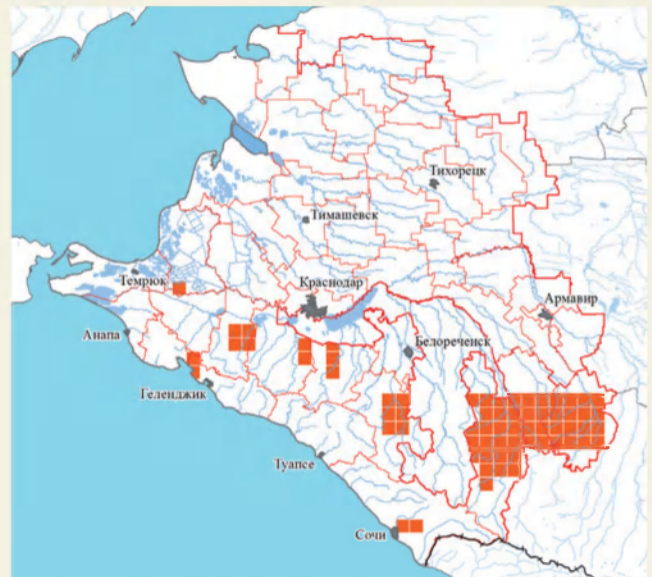 Тихорецк
Тимашевск
Темрюк
Краснодар
Армавир
Анапа
Белореченск
Геленджик
Туапсе
Сочи